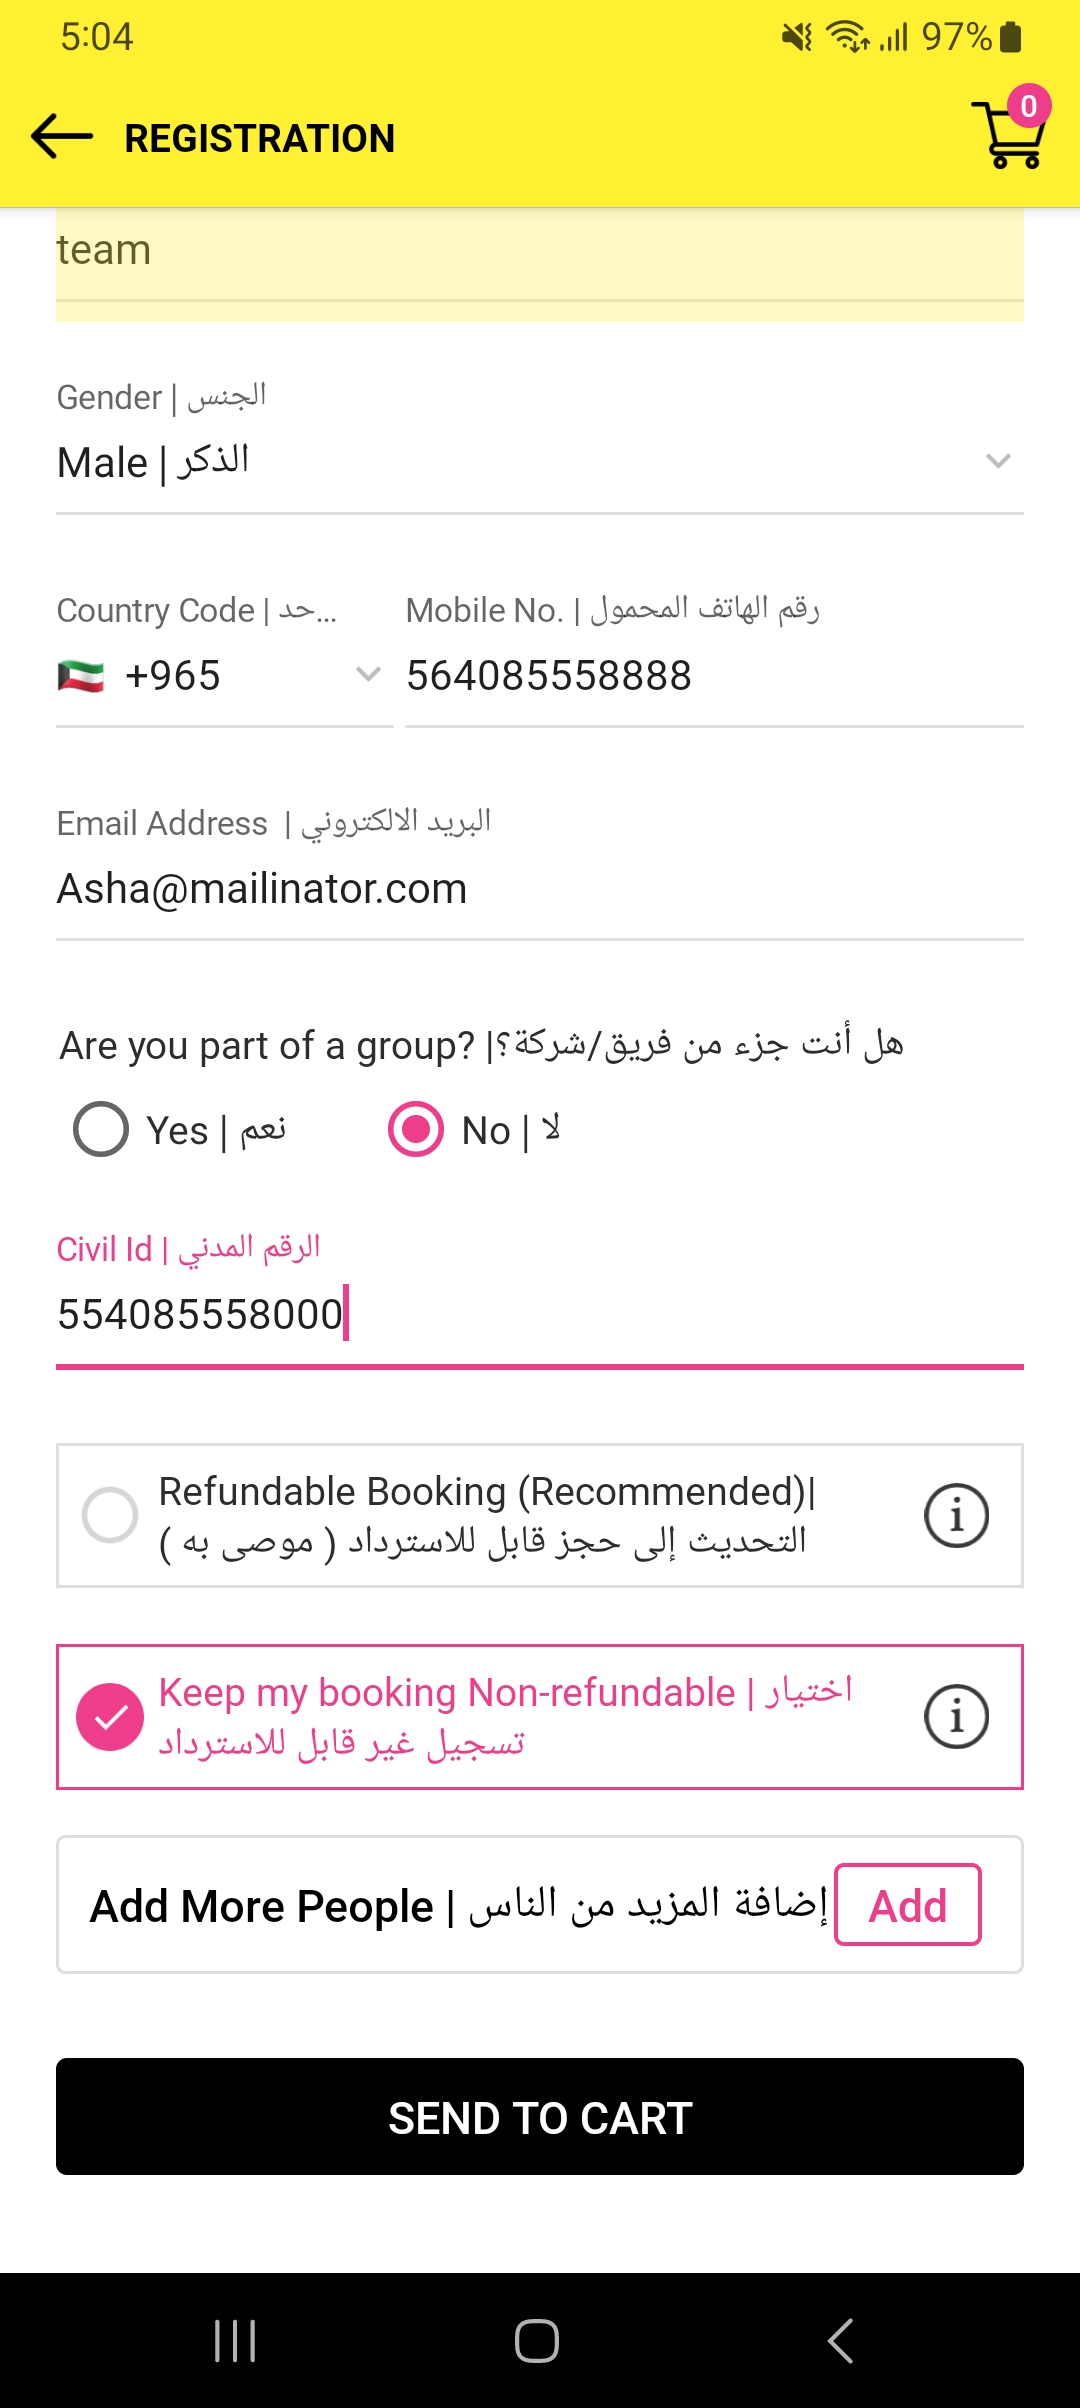 5:04
97%
REGISTRATION
0
team
Gender | الجنس
Male | الذكر
Country Code | حد...
Mobile No. | رقم الهاتف المحمول
+965
564085558888
Email Address | البريد الالكتروني
Asha@mailinator.com
Are you part of a group? |هل أنت جزء من فريق/شركة؟
Yes | نعم
No | لا
Civil Id | الرقم المدني
554085558000
Refundable Booking (Recommended)|
التحديث إلى حجز قابل للاسترداد ( موصى به )
Keep my booking Non-refundable | اختيار
تسجيل غير قابل للاسترداد
Add More People | إضافة المزيد من الناس
Add
SEND TO CART